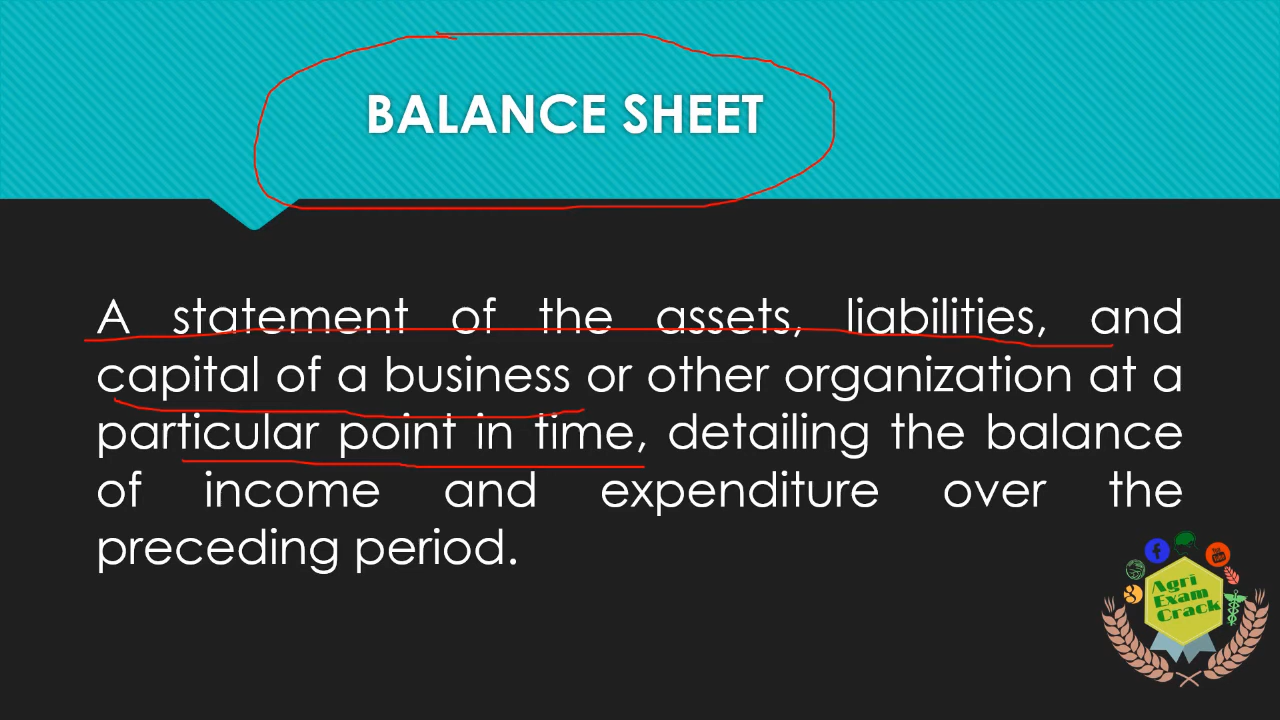 BALANCE SHEET
A statement of the assets, liabilities, and
capital of a business or other organization at a
particular point in time, detailing the balance
of income and expenditure over the
preceding period.
Agri
Exam
Crack